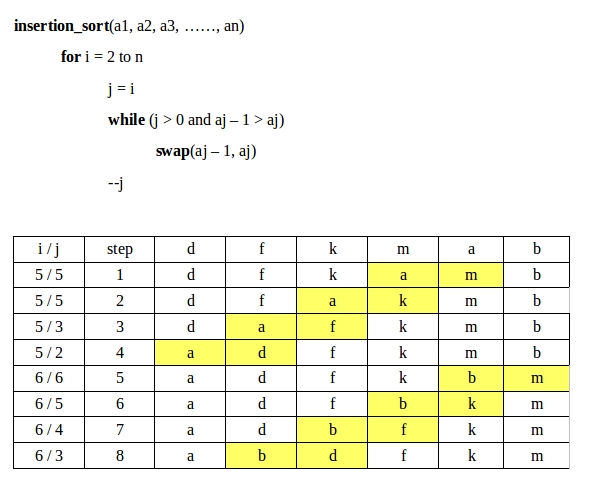 insertion_sort(a1, a2, a3, ……, an)
for i = 2 to n
j = i
while (j > 0 and aj – 1 > aj)
swap(aj – 1, aj)
--j
i / j step d f k m a b
5 / 5 1 d f k a m b
5 / 5 2 d f a k m b
5 / 3 3 d a f k m b
5 / 2 4 a d f k m b
6 / 6 5 a d f k b m
6 / 5 6 a d f b k m
6 / 4 7 a d b f k m
6 / 3 8 a b d f k m